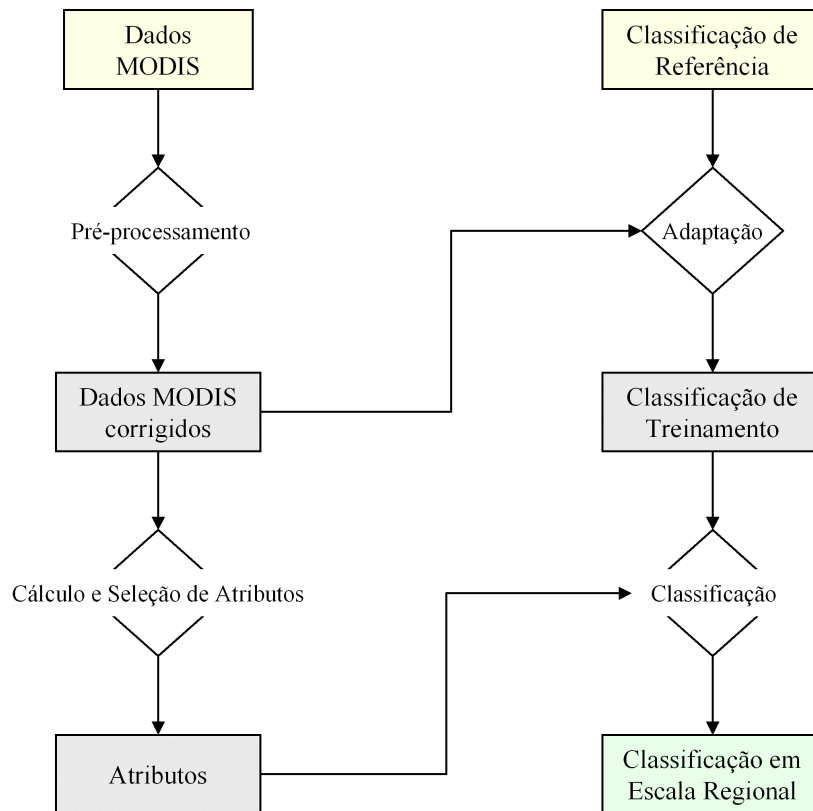 Dados
MODIS
Classificação de
Referência
Pré-processamento
Adaptação
Dados MODIS
corrigidos
Classificação de
Treinamento
Cálculo e Seleção de Atributos
Classificação
Atributos
Classificação em
Escala Regional